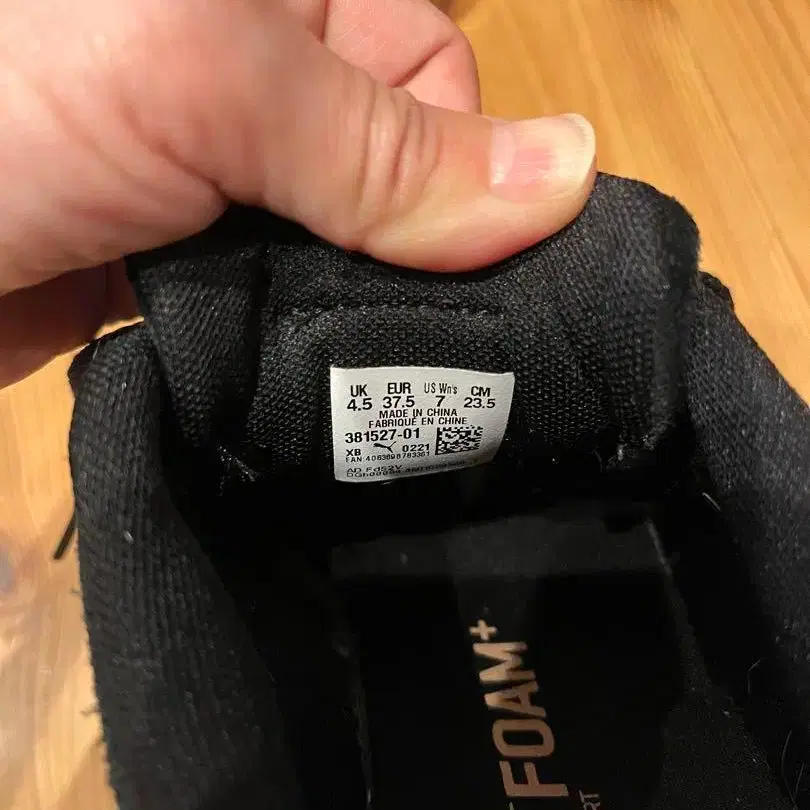 UK EUR US Wn's CM
4.5 37.5 7 23.5
MADE IN CHINA
FABRIQUÉ EN CHINE
381527-01
XB 0221
FOAM+